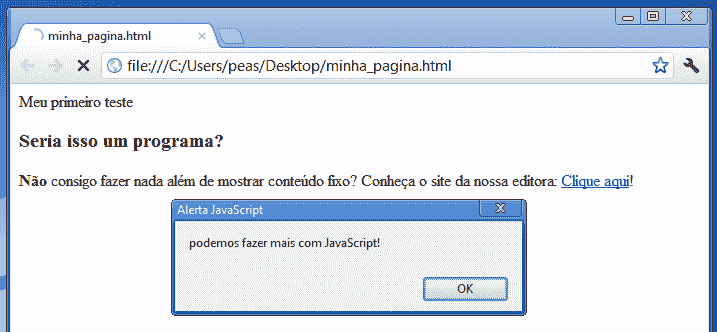 minha_pagina.html
file:///C:/Users/peas/Desktop/minha_pagina.html
Meu primeiro teste
Seria isso um programa?
Não consigo fazer nada além de mostrar conteúdo fixo? Conheça o site da nossa editora: Clique aqui!
Alerta JavaScript
podemos fazer mais com JavaScript!
OK